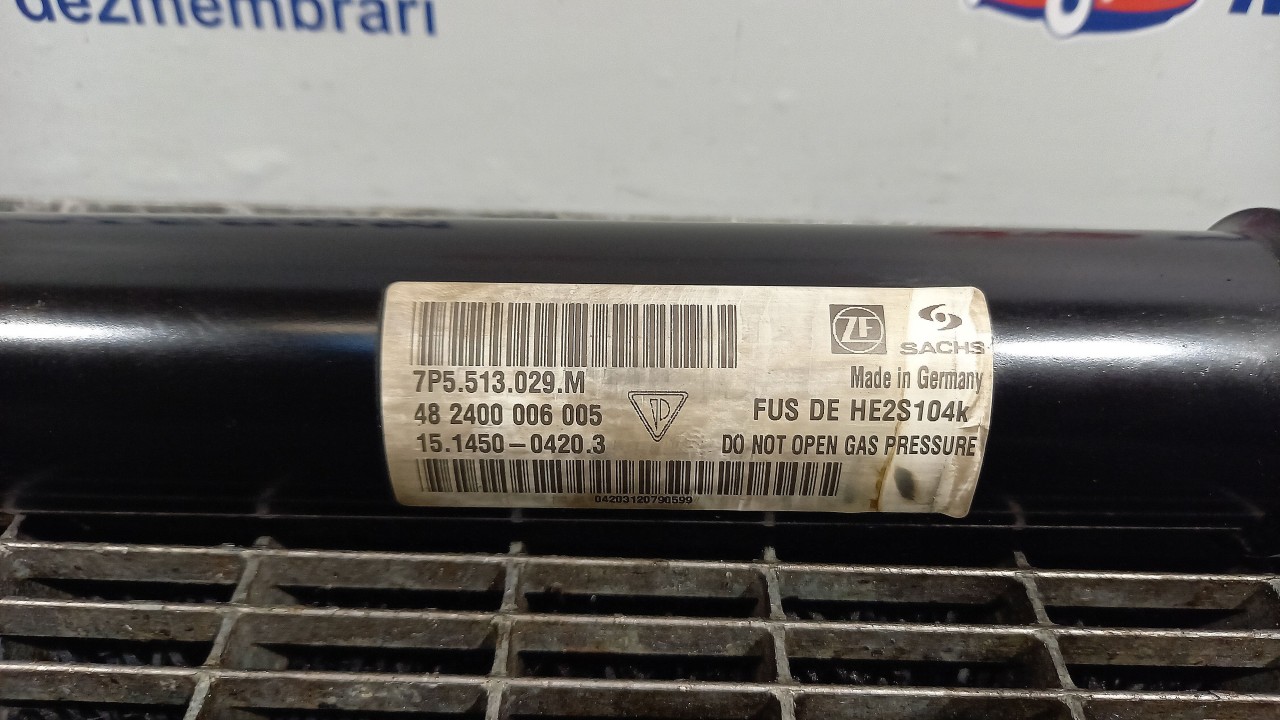 dezmembrari
ZF
SACHS
7P5.513.029.M
Made in Germany
48 2400 006 005
FUS DE HE2S104k
15.1450-0420.3
DO NOT OPEN GAS PRESSURE
04203120790599